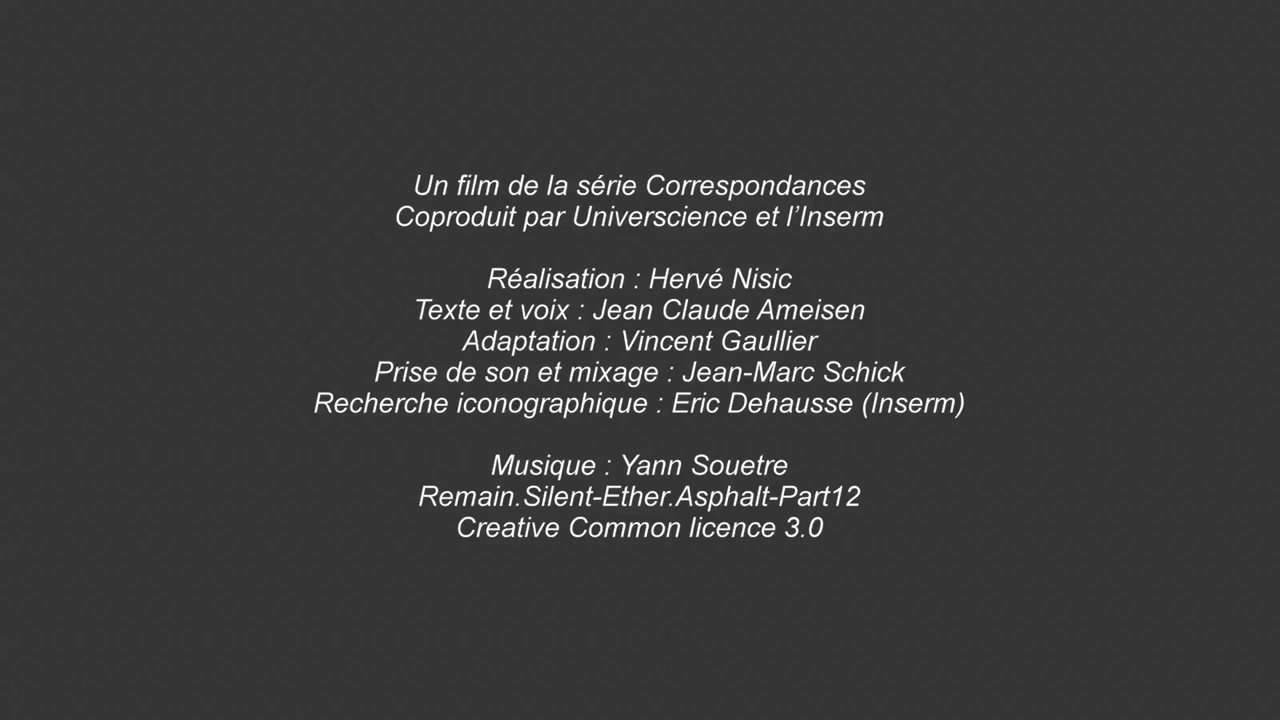 Un film de la série Correspondances
Coproduit par Universcience et l’Inserm
Réalisation : Hervé Nisic
Texte et voix : Jean Claude Ameisen
Adaptation : Vincent Gaullier
Prise de son et mixage : Jean-Marc Schick
Recherche iconographique : Eric Dehausse (Inserm)
Musique : Yann Souetre
Remain.Silent-Ether.Asphalt-Part12
Creative Common licence 3.0